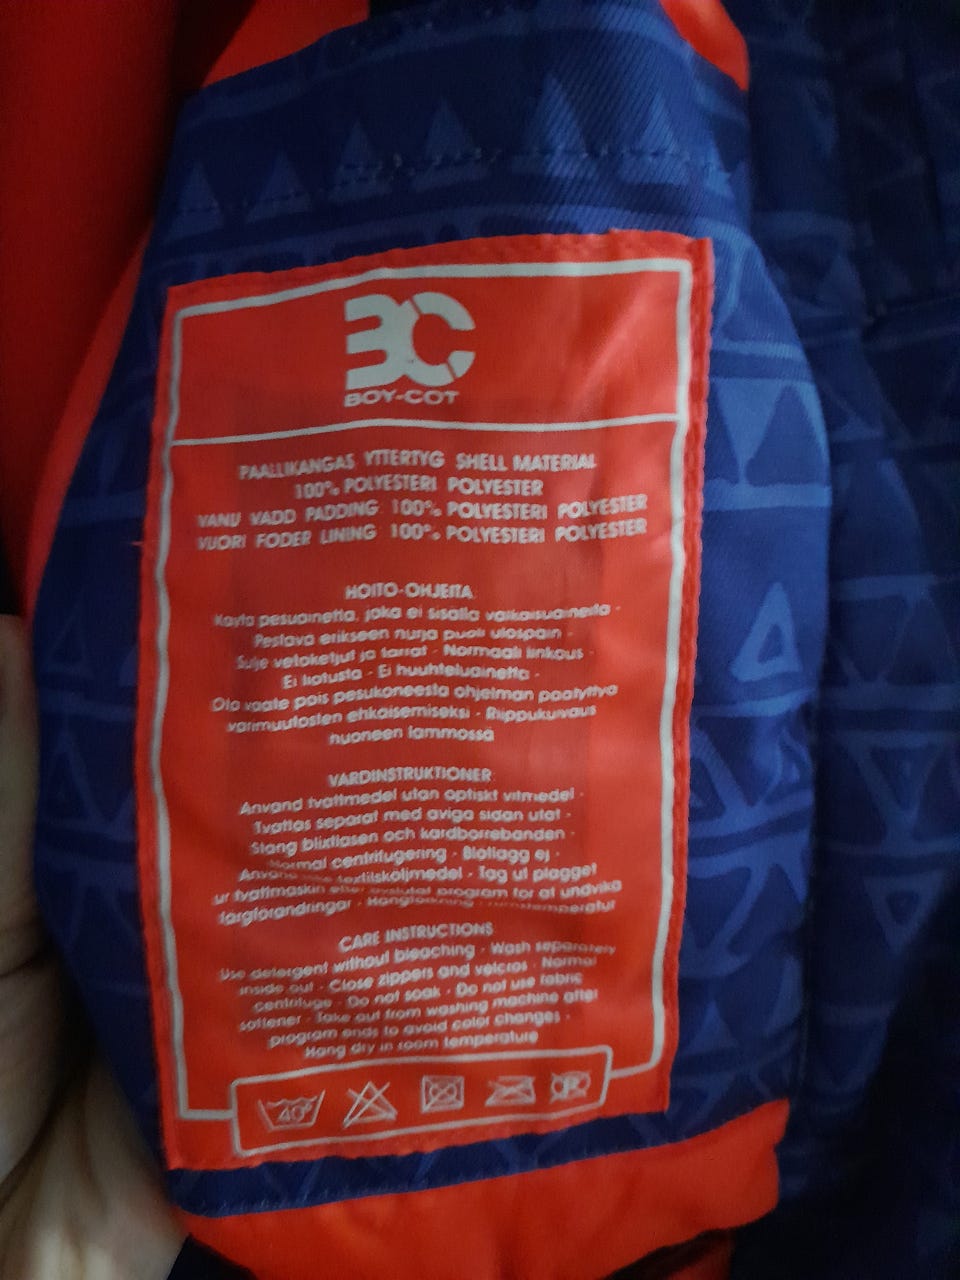 BC
BOY-COT
PAALLIKANGAS YTTERTYG SHELL MATERIAL
100% POLYESTERI POLYESTER
VANU VADD PADDING 100% POLYESTERI POLYESTER
VUORI FODER LINING 100% POLYESTERI POLYESTER
HOITO-OHJEITA
Kayta pesuainetta, joka ei sisalla valkaisuaineita ·
Pestava erikseen nurja puoli ulospain ·
Sulje vetoketjut ja tarrat · Normaali linkous ·
Ei liotusta · Ei huuhteluainetta ·
Ota vaate pois pesukoneesta ohjelman paatyttya
varimuutosten ehkaisemiseksi · Riippukuivaus
huoneen lammossa
VARDINSTRUKTIONER
Anvand tvattmedel utan optiskt vitmedel ·
Tvattas separat med aviga sidan utat ·
Stang blixtlasen och kardborrebanden ·
Normal centrifugering · Blotlagg ej ·
Anvand textilskoljmedel · Tag ut plagget
ur tvattmaskin efter avslutat program for at undvika
fargforandringar · Hangtorkning
CARE INSTRUCTIONS
Use detergent without bleaching · Wash separately
inside out · Close zippers and velcros · Normal
centrifuge · Do not soak · Do not use fabric
softener · Take out from washing machine after
program ends to avoid color changes ·
Hang dry in room temperature
40° P